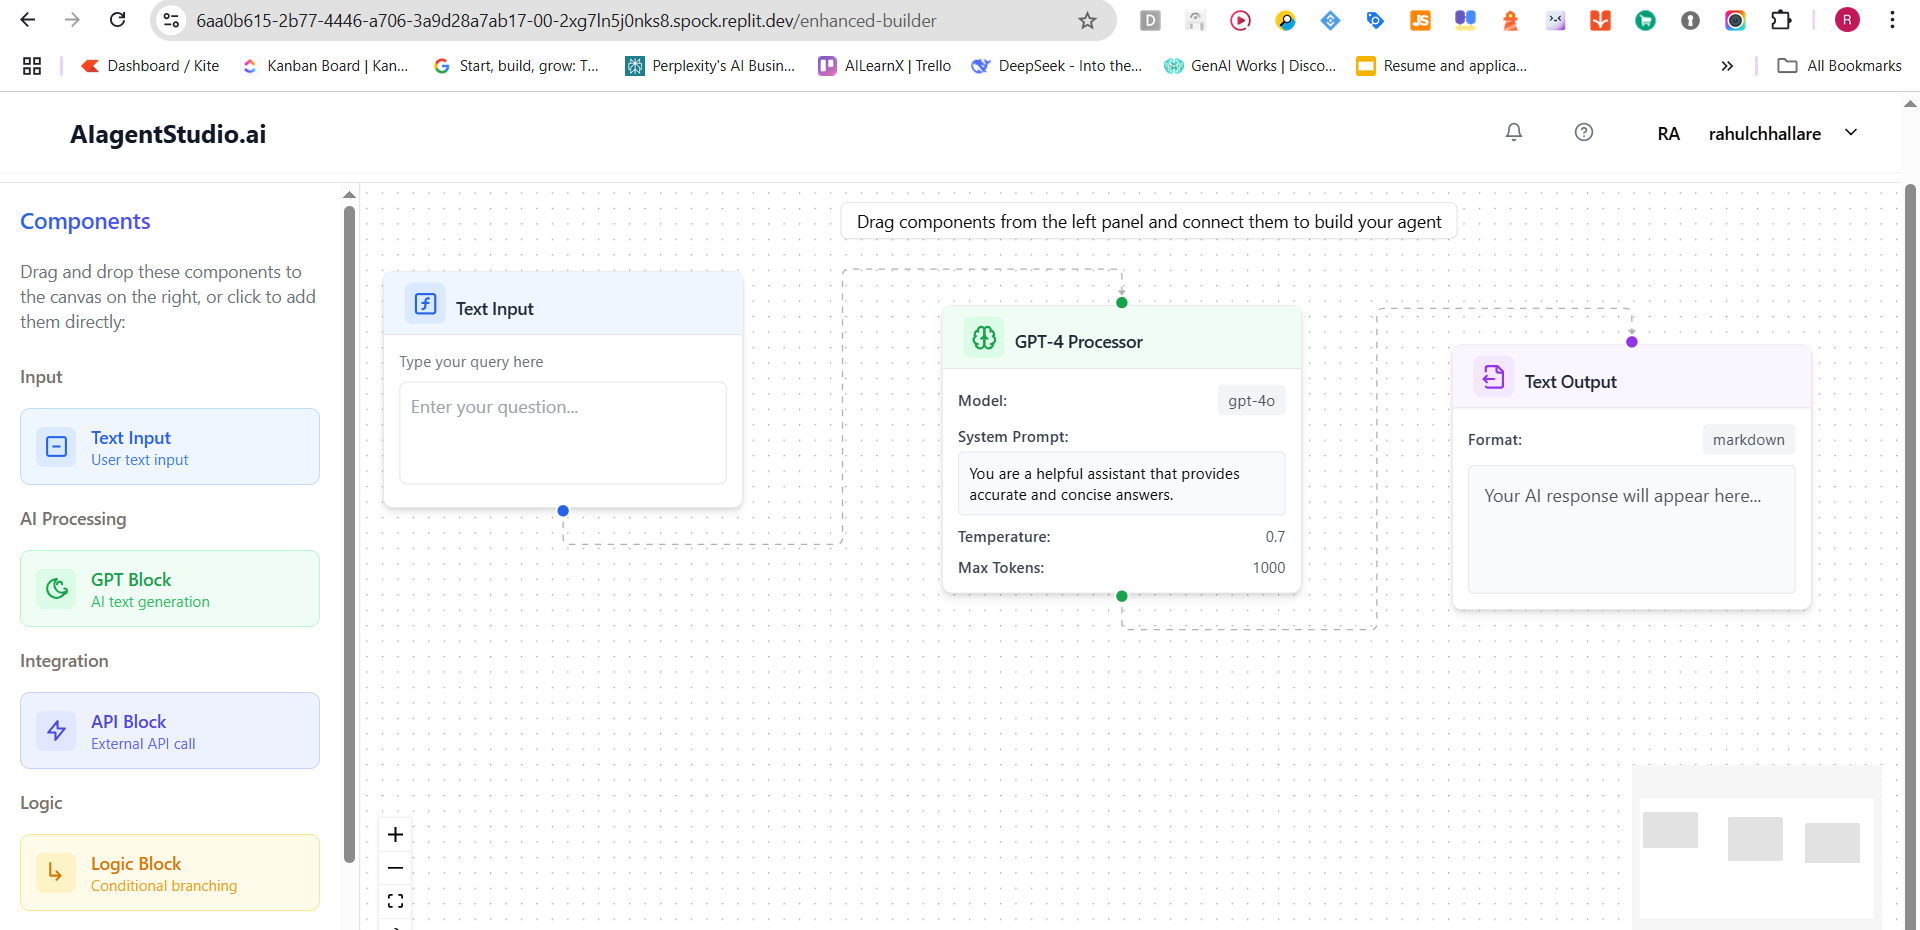 6aa0b615-2b77-4446-a706-3a9d28a7ab17-00-2xg7ln5j0nks8.spock.replit.dev/enhanced-builder
D
JS
R
Dashboard / Kite
Kanban Board | Kan...
Start, build, grow: T...
Perplexity's AI Busin...
AILearnX | Trello
DeepSeek - Into the...
GenAI Works | Disco...
Resume and applica...
All Bookmarks
AIagentStudio.ai
RA
rahulchhallare
Components
Drag and drop these components to
the canvas on the right, or click to add
them directly:
Input
Text Input
User text input
AI Processing
GPT Block
AI text generation
Integration
API Block
External API call
Logic
Logic Block
Conditional branching
Drag components from the left panel and connect them to build your agent
Text Input
Type your query here
Enter your question...
GPT-4 Processor
Model:
gpt-4o
System Prompt:
You are a helpful assistant that provides
accurate and concise answers.
Temperature:
0.7
Max Tokens:
1000
Text Output
Format:
markdown
Your AI response will appear here...